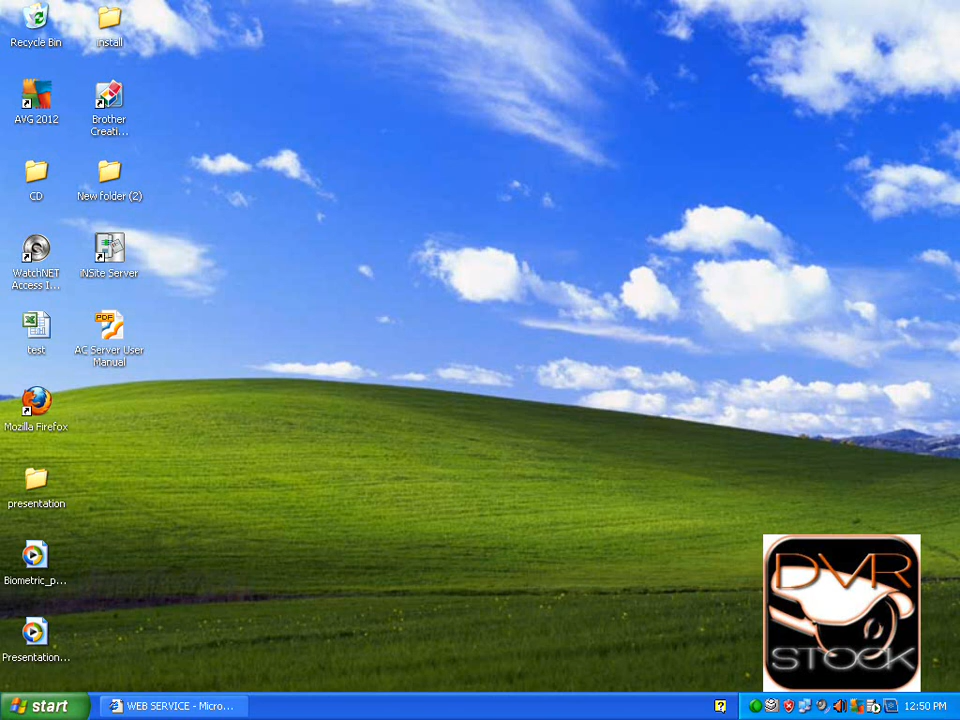 Recycle Bin
install
AVG 2012
Brother
Creati...
CD
New folder (2)
WatchNET
Access I...
iNSite Server
test
PDF
AC Server User
Manual
Mozilla Firefox
presentation
Biometric_p...
Presentation...
DVR
STOCK
start
WEB SERVICE - Micro...
12:50 PM